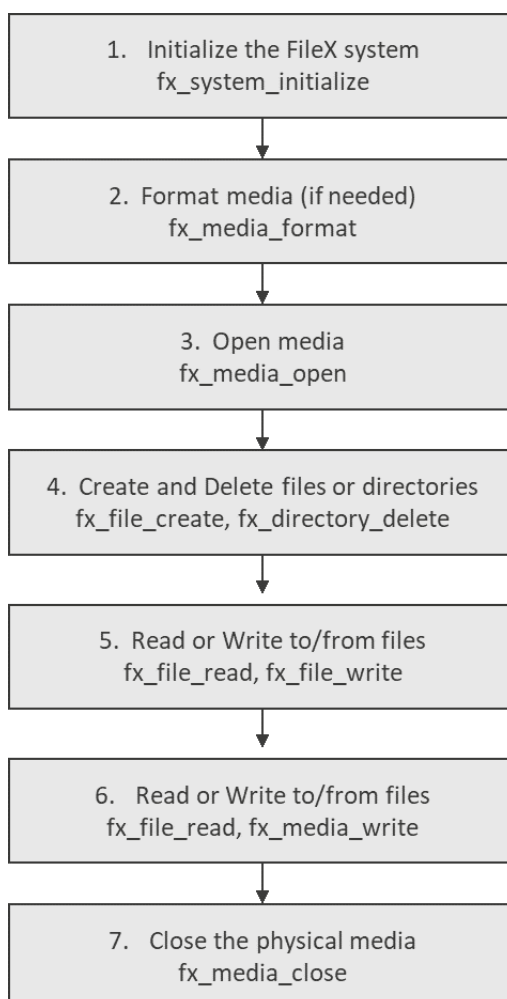 1. Initialize the FileX system
fx_system_initialize
2. Format media (if needed)
fx_media_format
3. Open media
fx_media_open
4. Create and Delete files or directories
fx_file_create, fx_directory_delete
5. Read or Write to/from files
fx_file_read, fx_file_write
6. Read or Write to/from files
fx_file_read, fx_media_write
7. Close the physical media
fx_media_close